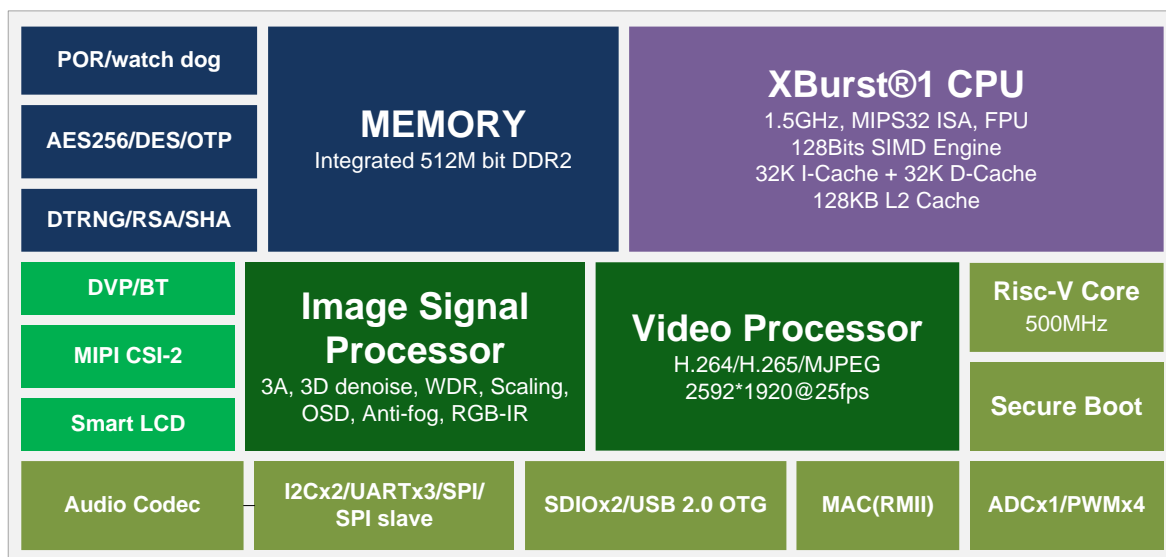 POR/watch dog
AES256/DES/OTP
DTRNG/RSA/SHA
MEMORY
Integrated 512M bit DDR2
XBurst®1 CPU
1.5GHz, MIPS32 ISA, FPU
128Bits SIMD Engine
32K I-Cache + 32K D-Cache
128KB L2 Cache
DVP/BT
MIPI CSI-2
Smart LCD
Image Signal
Processor
3A, 3D denoise, WDR, Scaling,
OSD, Anti-fog, RGB-IR
Video Processor
H.264/H.265/MJPEG
2592*1920@25fps
Risc-V Core
500MHz
Secure Boot
Audio Codec
I2Cx2/UARTx3/SPI/
SPI slave
SDIOx2/USB 2.0 OTG
MAC(RMII)
ADCx1/PWMx4